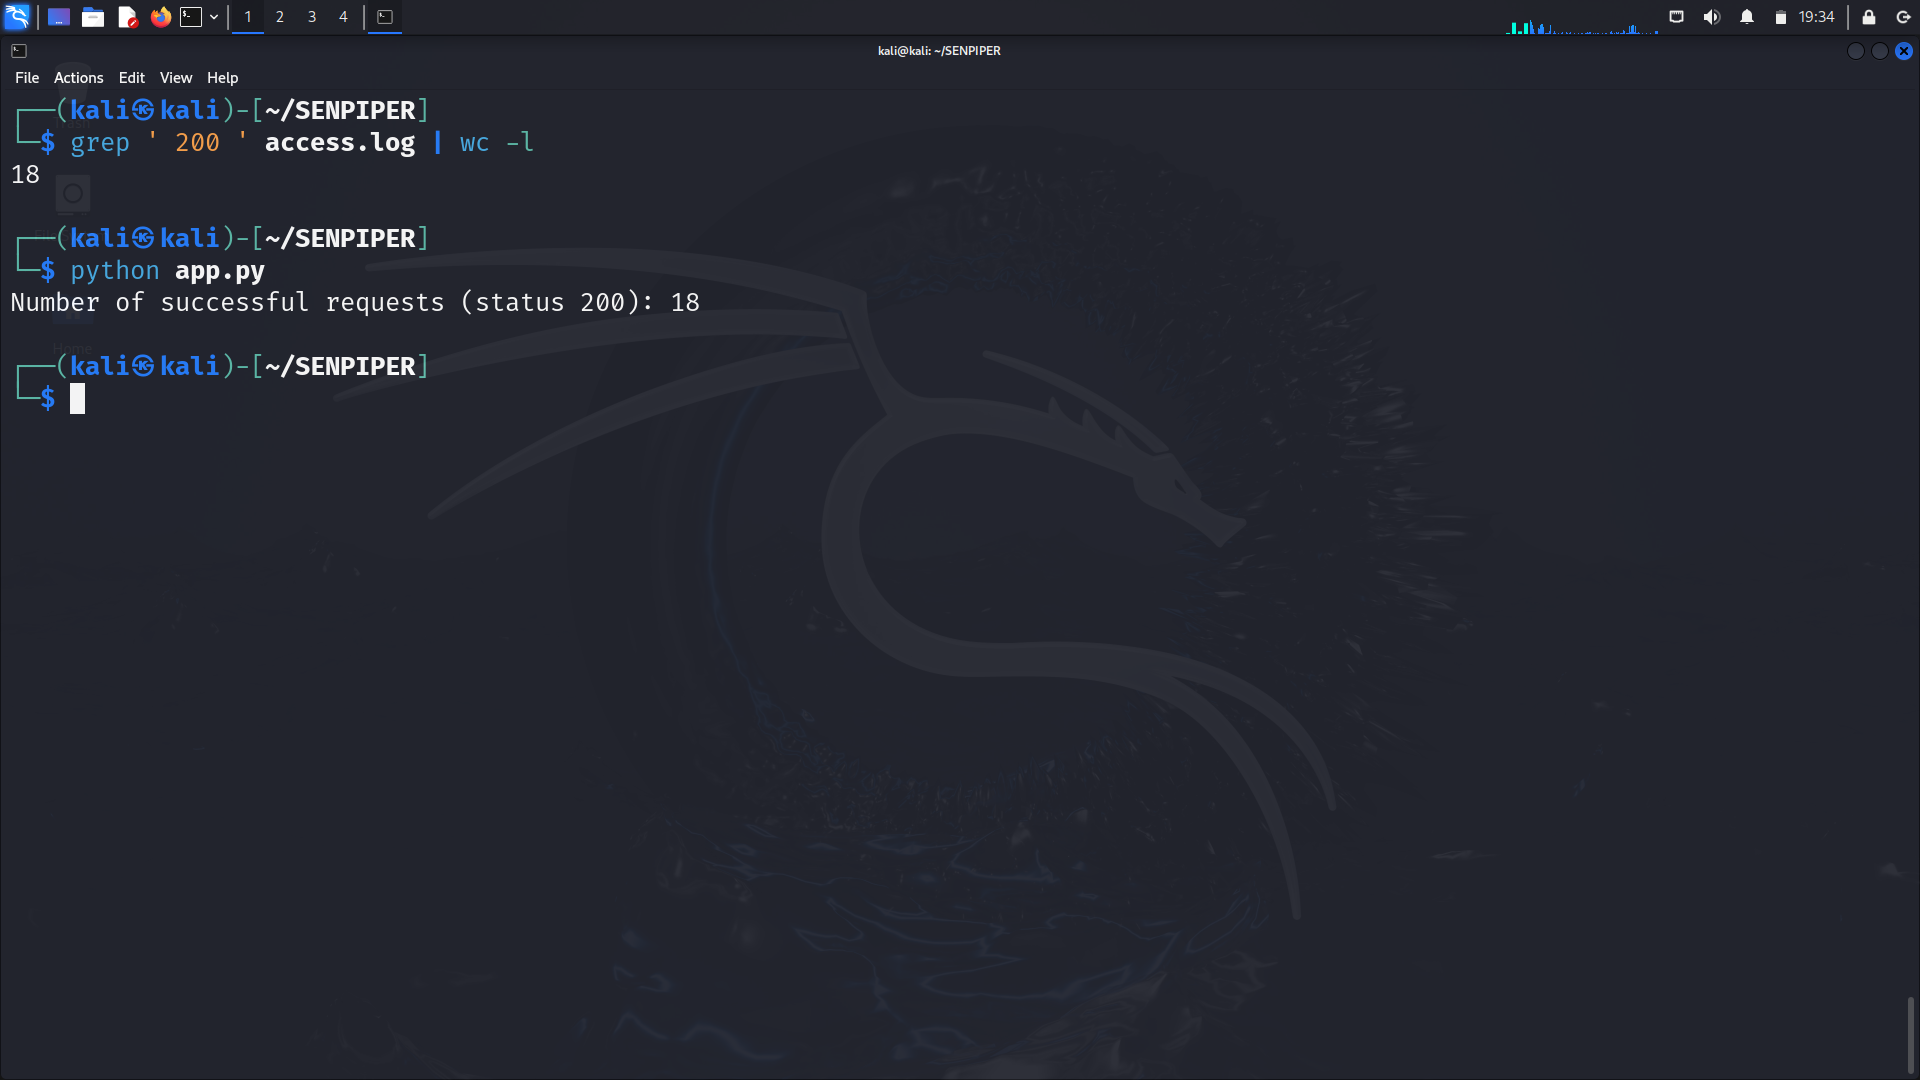 1 2 3 4 19:34
kali@kali: ~/SENPIPER
File Actions Edit View Help
┌──(kali㉿kali)-[~/SENPIPER]
└─$ grep ' 200 ' access.log | wc -l
18
┌──(kali㉿kali)-[~/SENPIPER]
└─$ python app.py
Number of successful requests (status 200): 18
Home
┌──(kali㉿kali)-[~/SENPIPER]
└─$